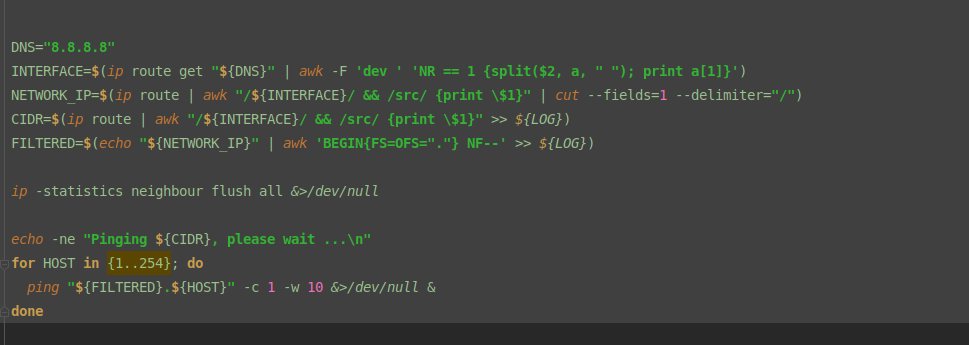 DNS="8.8.8.8"
INTERFACE=$(ip route get "${DNS}" | awk -F 'dev ' 'NR == 1 {split($2, a, " "); print a[1]}')
NETWORK_IP=$(ip route | awk "/${INTERFACE}/ && /src/ {print \$1}" | cut --fields=1 --delimiter="/")
CIDR=$(ip route | awk "/${INTERFACE}/ && /src/ {print \$1}" >> ${LOG})
FILTERED=$(echo "${NETWORK_IP}" | awk 'BEGIN{FS=OFS="."} NF--' >> ${LOG})
ip -statistics neighbour flush all &>/dev/null
echo -ne "Pinging ${CIDR}, please wait ...\n"
for HOST in {1..254}; do
  ping "${FILTERED}.${HOST}" -c 1 -w 10 &>/dev/null &
done